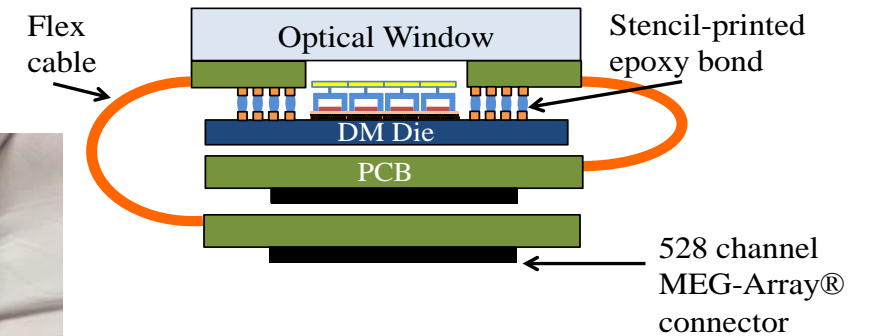 Flex
cable
Optical Window
Stencil-printed
epoxy bond
DM Die
PCB
528 channel
MEG-Array®
connector